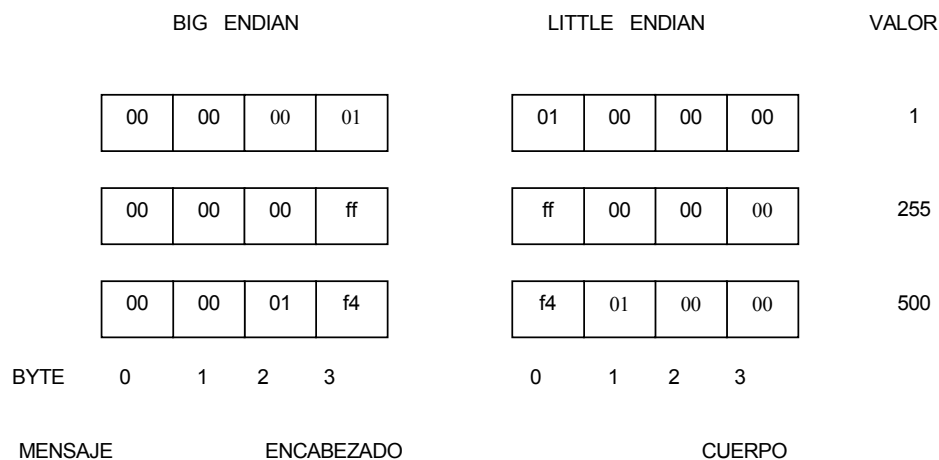 BIG ENDIAN LITTLE ENDIAN VALOR
00 00 00 01 01 00 00 00 1
00 00 00 ff ff 00 00 00 255
00 00 01 f4 f4 01 00 00 500
BYTE 0 1 2 3 0 1 2 3
MENSAJE ENCABEZADO CUERPO